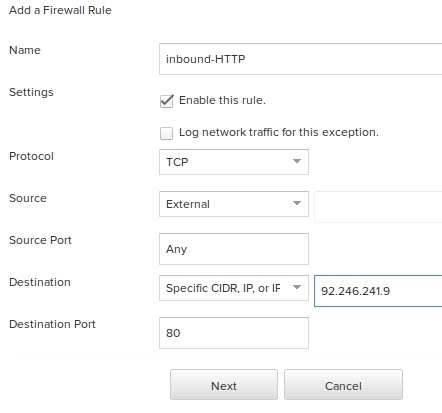 Add a Firewall Rule
Name
inbound-HTTP
Settings
Enable this rule.
Log network traffic for this exception.
Protocol
TCP
Source
External
Source Port
Any
Destination
Specific CIDR, IP, or IF
92.246.241.9
Destination Port
80
Next
Cancel